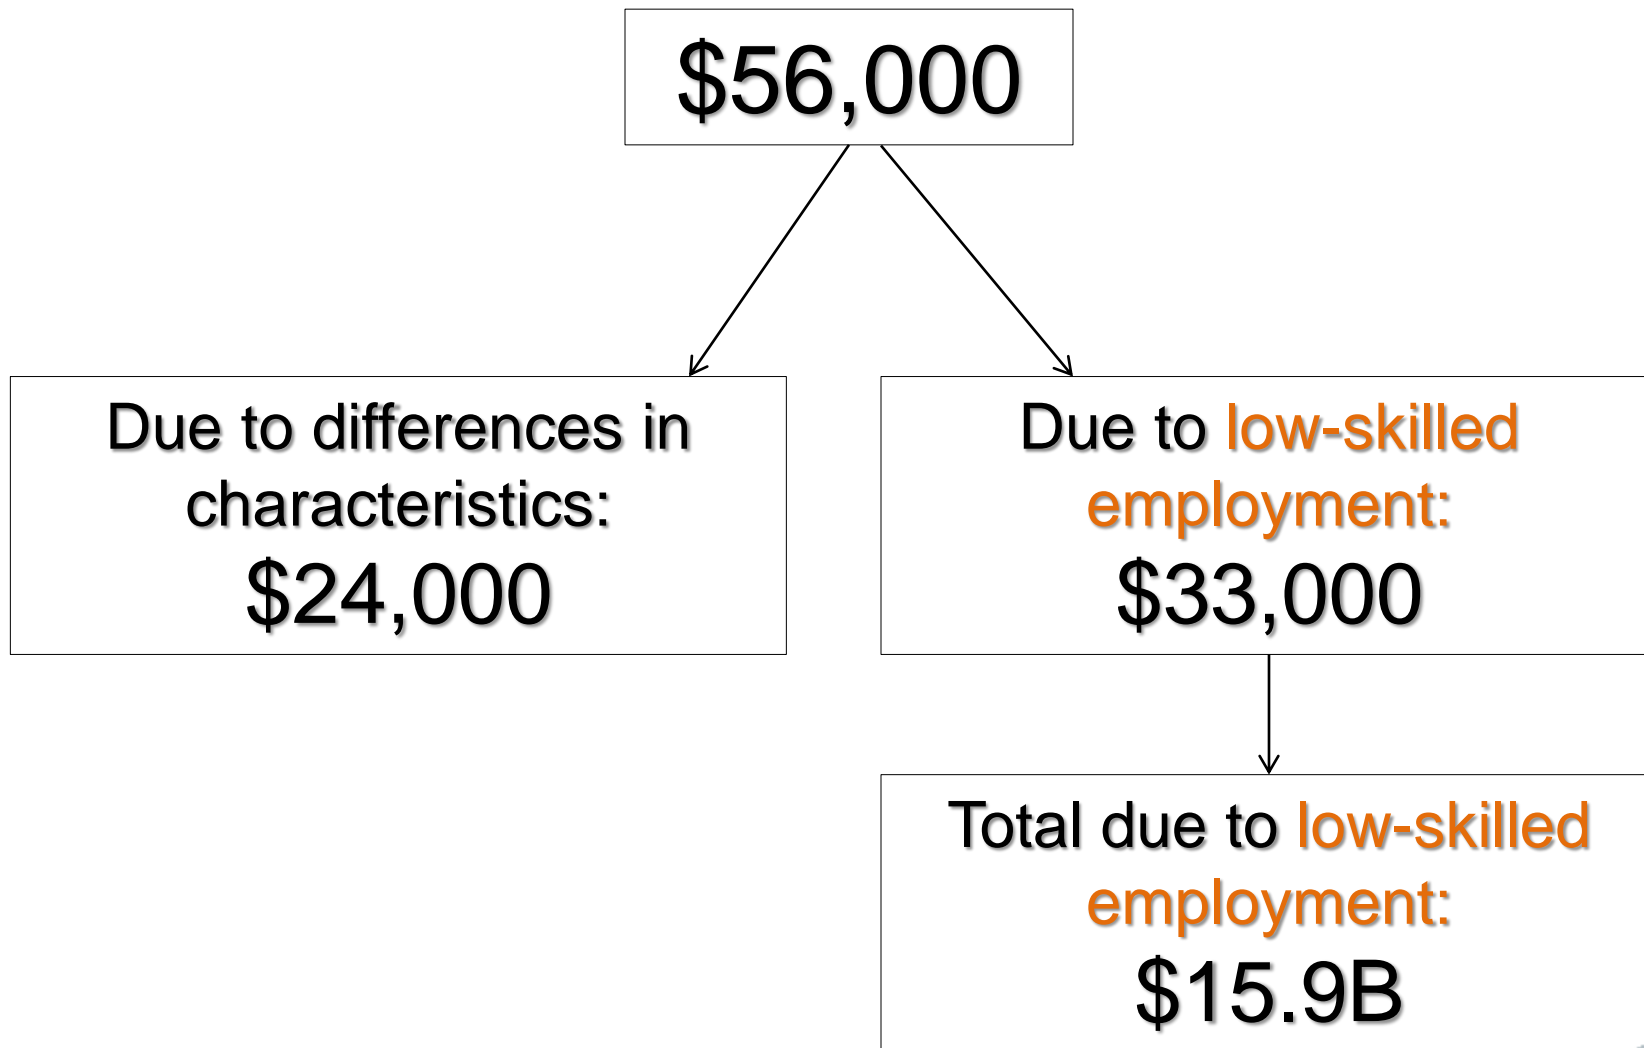 $56,000
Due to differences in
characteristics:
$24,000
Due to low-skilled
employment:
$33,000
Total due to low-skilled
employment:
$15.9B